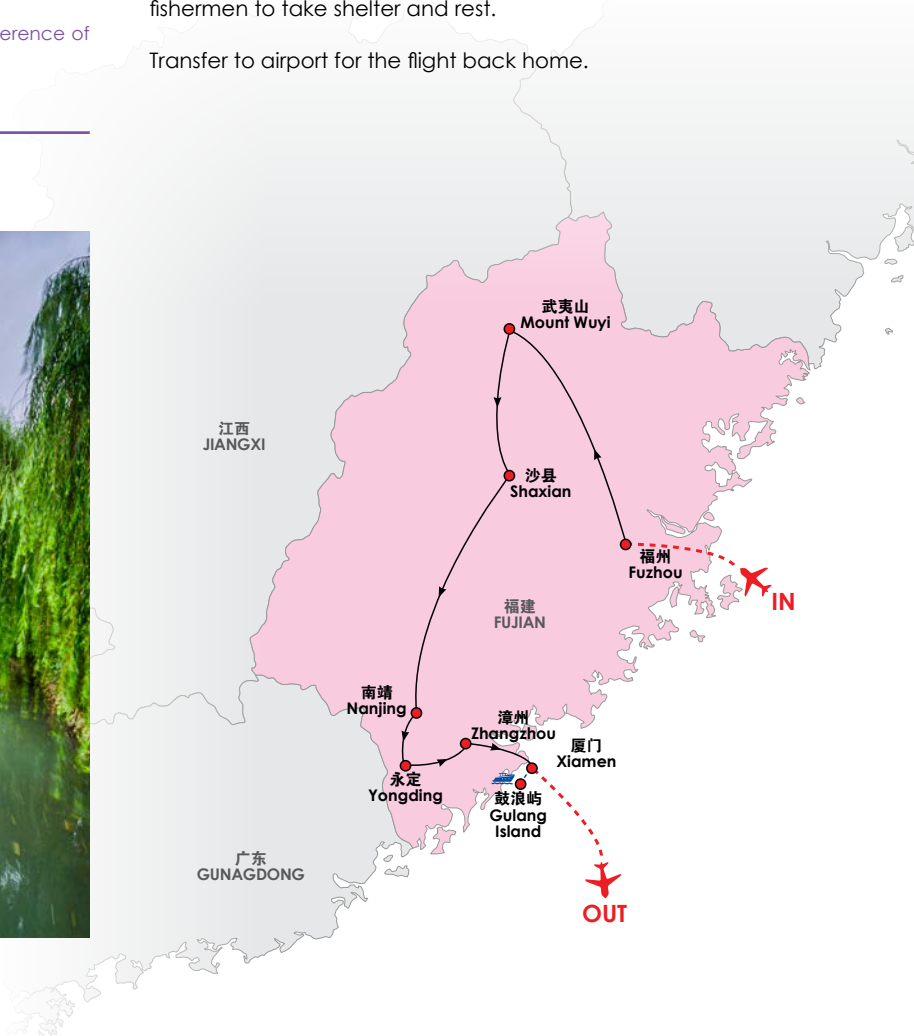 erence of
fishermen to take shelter and rest.
Transfer to airport for the flight back home.
武夷山
Mount Wuyi
江西
JIANGXI
沙县
Shaxian
福州
Fuzhou
IN
福建
FUJIAN
南靖
Nanjing
漳州
Zhangzhou
厦门
Xiamen
永定
Yongding
鼓浪屿
Gulang
Island
广东
GUNAGDONG
OUT